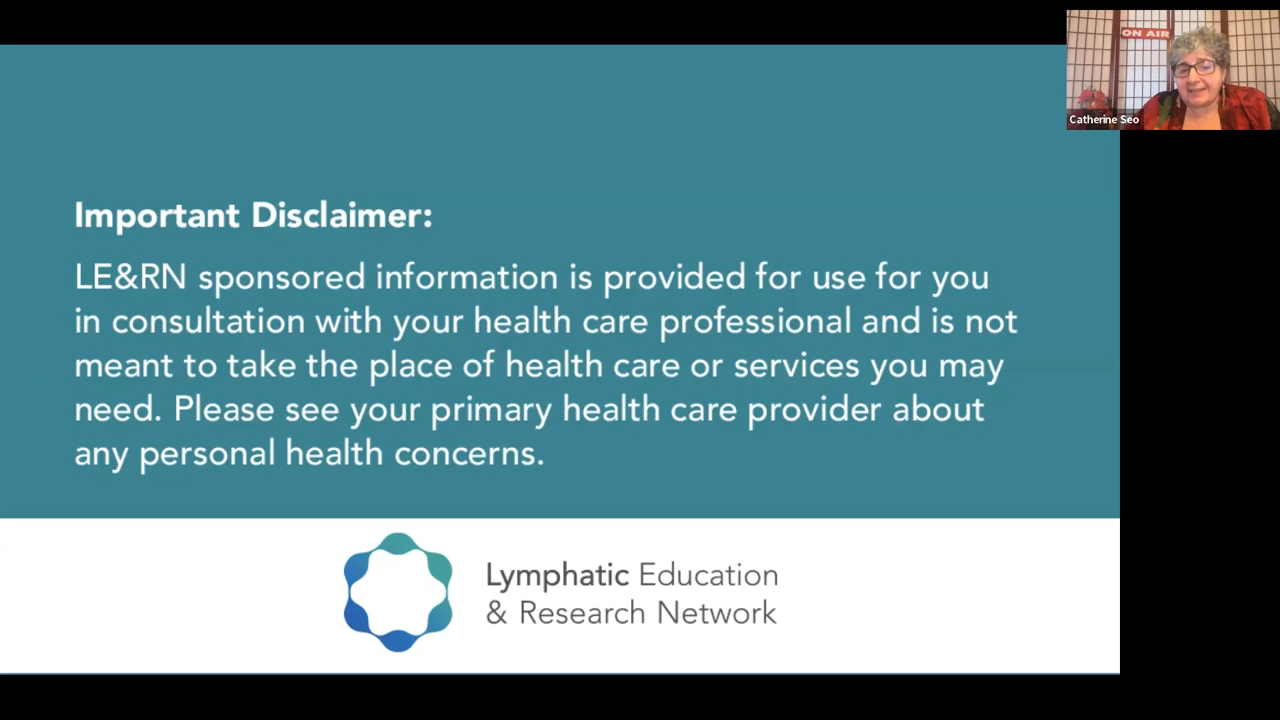 ON AIR
Catherine Seo
Important Disclaimer:
LE&RN sponsored information is provided for use for you
in consultation with your health care professional and is not
meant to take the place of health care or services you may
need. Please see your primary health care provider about
any personal health concerns.
Lymphatic Education
& Research Network